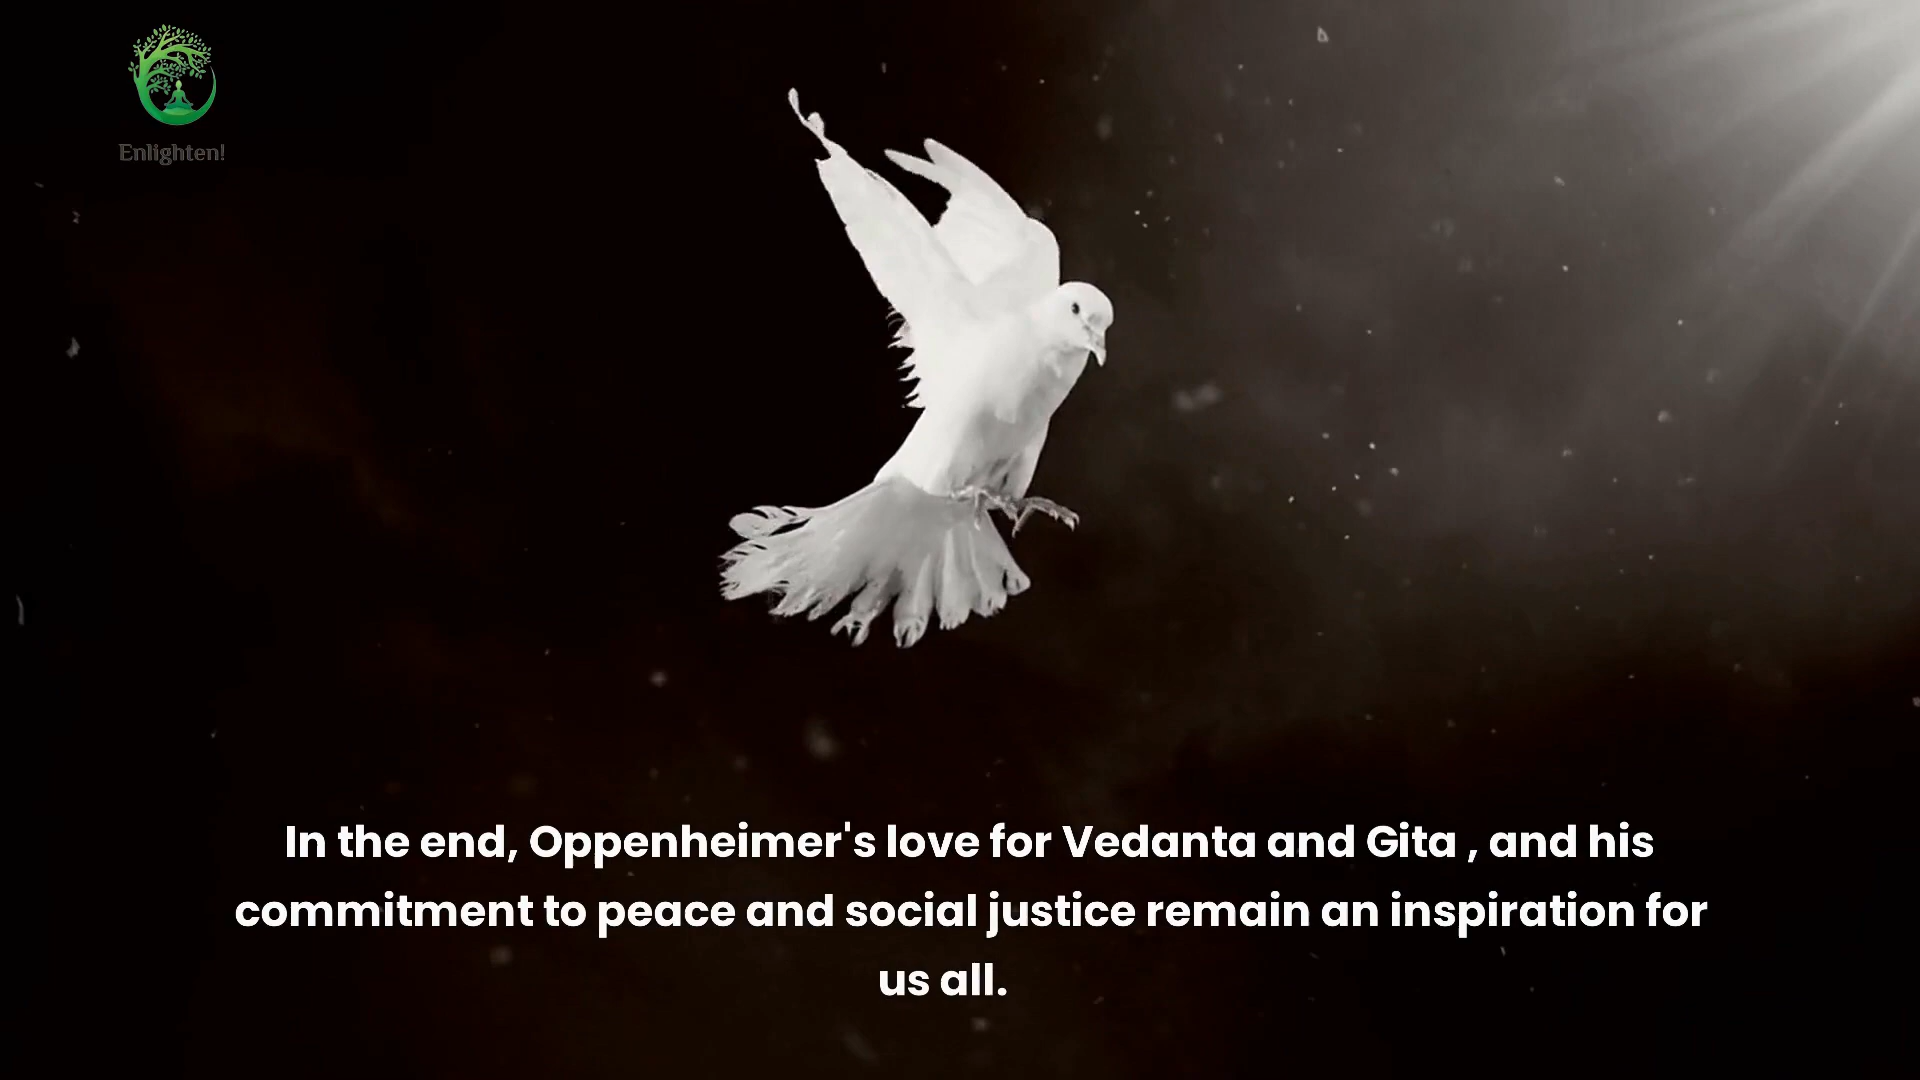 Enlighten!
In the end, Oppenheimer's love for Vedanta and Gita , and his
commitment to peace and social justice remain an inspiration for
us all.